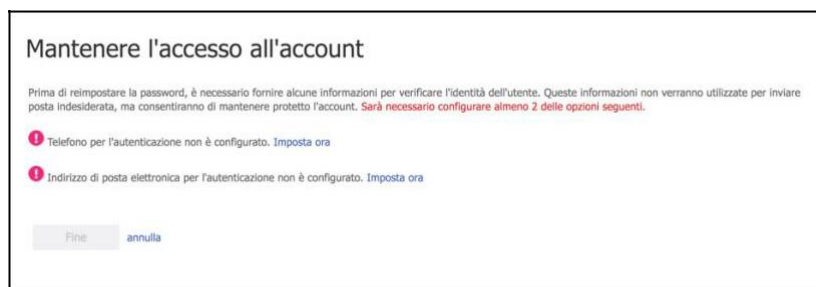 Mantenere l'accesso all'account
Prima di reimpostare la password, è necessario fornire alcune informazioni per verificare l'identità dell'utente. Queste informazioni non verranno utilizzate per inviare
posta indesiderata, ma consentiranno di mantenere protetto l'account. Sarà necessario configurare almeno 2 delle opzioni seguenti.
! Telefono per l'autenticazione non è configurato. Imposta ora
! Indirizzo di posta elettronica per l'autenticazione non è configurato. Imposta ora
Fine annulla